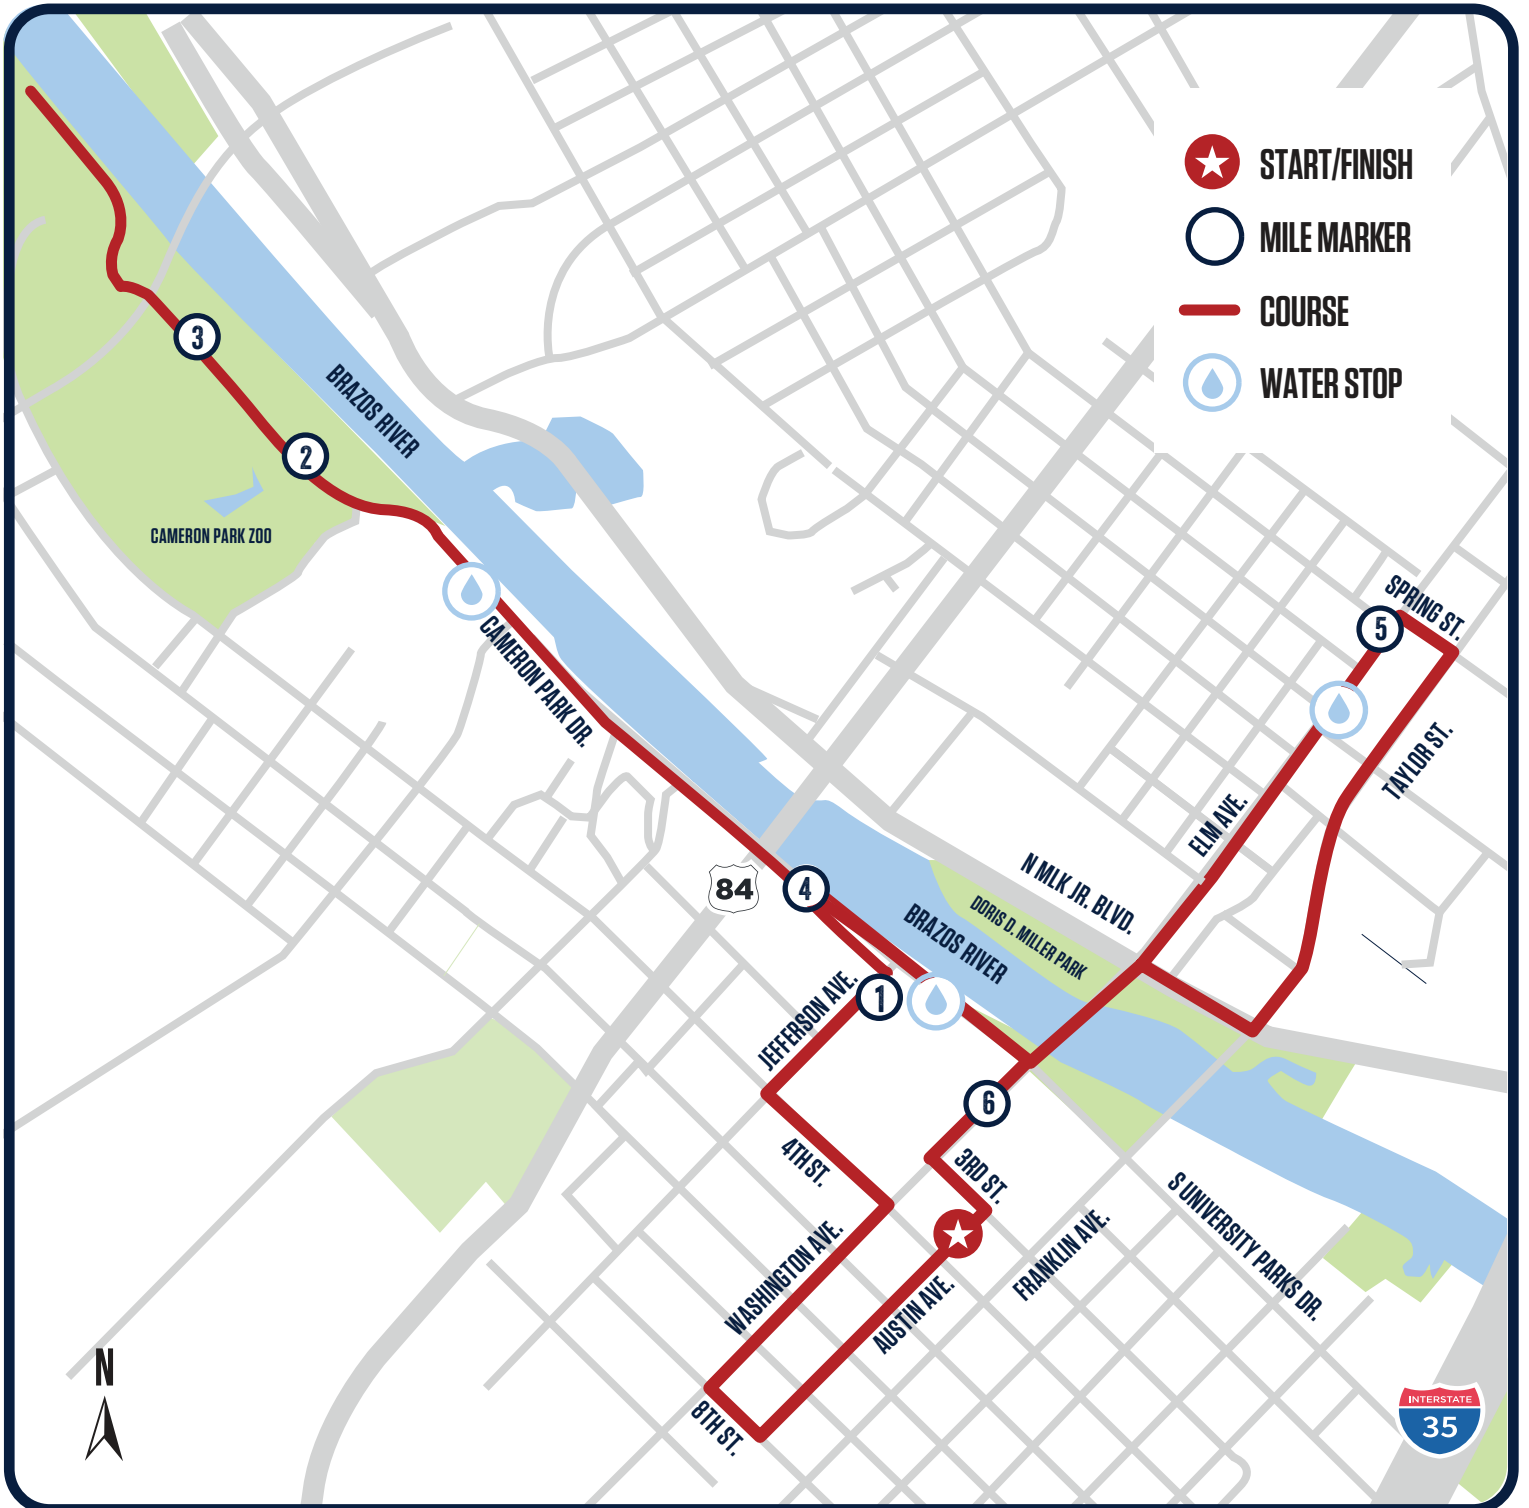 START/FINISH
MILE MARKER
COURSE
WATER STOP
3
BRAZOS RIVER
2
CAMERON PARK ZOO
SPRING ST.
5
CAMERON PARK DR.
TAYLOR ST.
ELM AVE.
84
4
N MLK JR. BLVD.
DORIS D. MILLER PARK
BRAZOS RIVER
JEFFERSON AVE.
1
6
4TH ST.
3RD ST.
WASHINGTON AVE.
FRANKLIN AVE.
S UNIVERSITY PARKS DR.
AUSTIN AVE.
8TH ST.
N
INTERSTATE
35